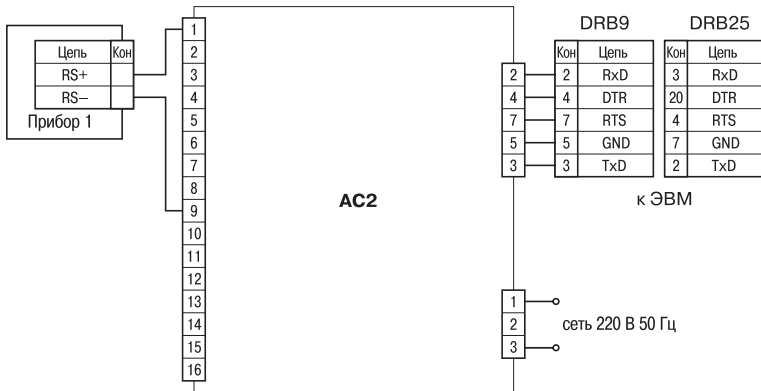 DRB9
DRB25
Цепь Кон
RS+
RS–
Прибор 1
1
2
3
4
5
6
7
8
9
10
11
12
13
14
15
16
АС2
2
4
7
5
3
Кон Цепь
2 RxD
4 DTR
7 RTS
5 GND
3 TxD
Кон Цепь
3 RxD
20 DTR
4 RTS
7 GND
2 TxD
к ЭВМ
1
2
3
сеть 220 В 50 Гц